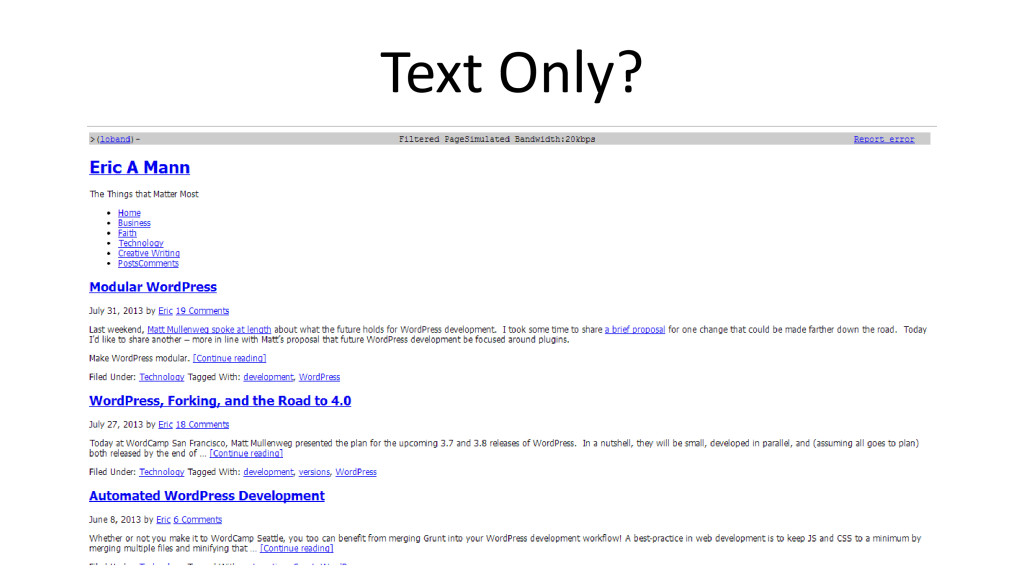 Text Only?
>(loband)- Filtered PageSimulated Bandwidth:20kbps Report error
Eric A Mann
The Things that Matter Most
Home
Business
Faith
Technology
Creative Writing
PostsComments
Modular WordPress
July 31, 2013 by Eric 19 Comments
Last weekend, Matt Mullenweg spoke at length about what the future holds for WordPress development. I took some time to share a brief proposal for one change that could be made farther down the road. Today
I'd like to share another – more in line with Matt's proposal that future WordPress development be focused around plugins.
Make WordPress modular. [Continue reading]
Filed Under: Technology Tagged With: development, WordPress
WordPress, Forking, and the Road to 4.0
July 27, 2013 by Eric 18 Comments
Today at WordCamp San Francisco, Matt Mullenweg presented the plan for the upcoming 3.7 and 3.8 releases of WordPress. In a nutshell, they will be small, developed in parallel, and (assuming all goes to plan)
both released by the end of ... [Continue reading]
Filed Under: Technology Tagged With: development, versions, WordPress
Automated WordPress Development
June 8, 2013 by Eric 6 Comments
Whether or not you make it to WordCamp Seattle, you too can benefit from merging Grunt into your WordPress development workflow! A best-practice in web development is to keep JS and CSS to a minimum by
merging multiple files and minifying that ... [Continue reading]